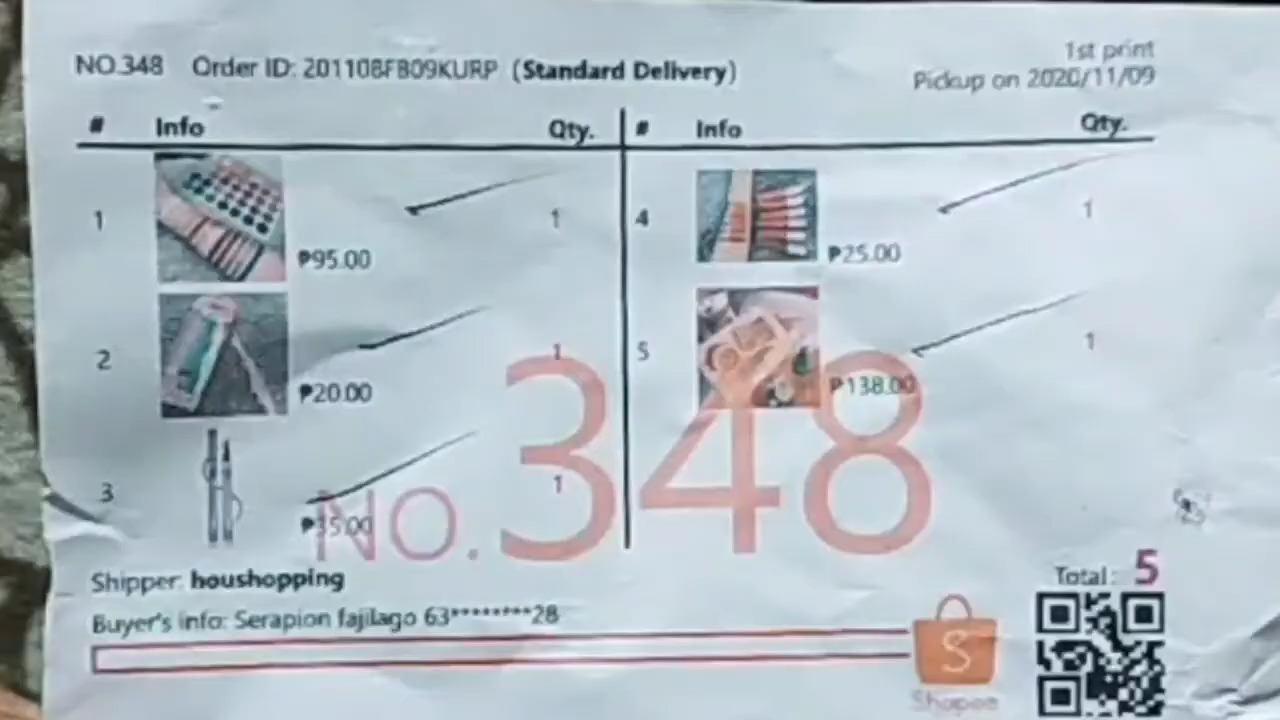 NO.348 Order ID: 201108FB09KURP (Standard Delivery)
1st print
Pickup on 2020/11/09
# Info Qty. # Info Qty.
1 ₱95.00 1
2 ₱20.00 1
3 ₱35.00 1
4 ₱25.00 1
5 ₱138.00 1
NO.348
Shipper: houshopping
Total: 5
Buyer's info: Serapion fajilago 63********28
S
Shopee